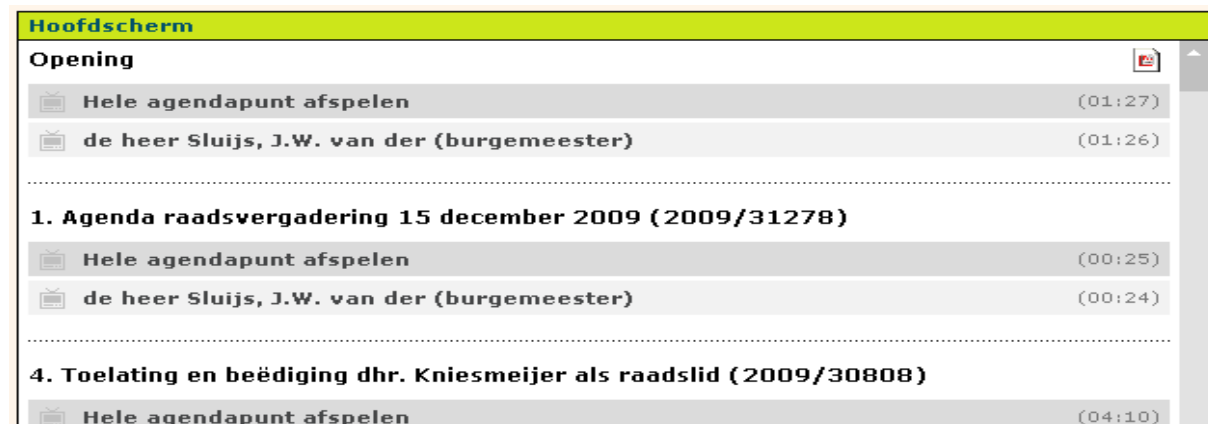 Hoofdscherm
Opening
Hele agendapunt afspelen (01:27)
de heer Sluijs, J.W. van der (burgemeester) (01:26)
1. Agenda raadsvergadering 15 december 2009 (2009/31278)
Hele agendapunt afspelen (00:25)
de heer Sluijs, J.W. van der (burgemeester) (00:24)
4. Toelating en beëdiging dhr. Kniesmeijer als raadslid (2009/30808)
Hele agendapunt afspelen (04:10)